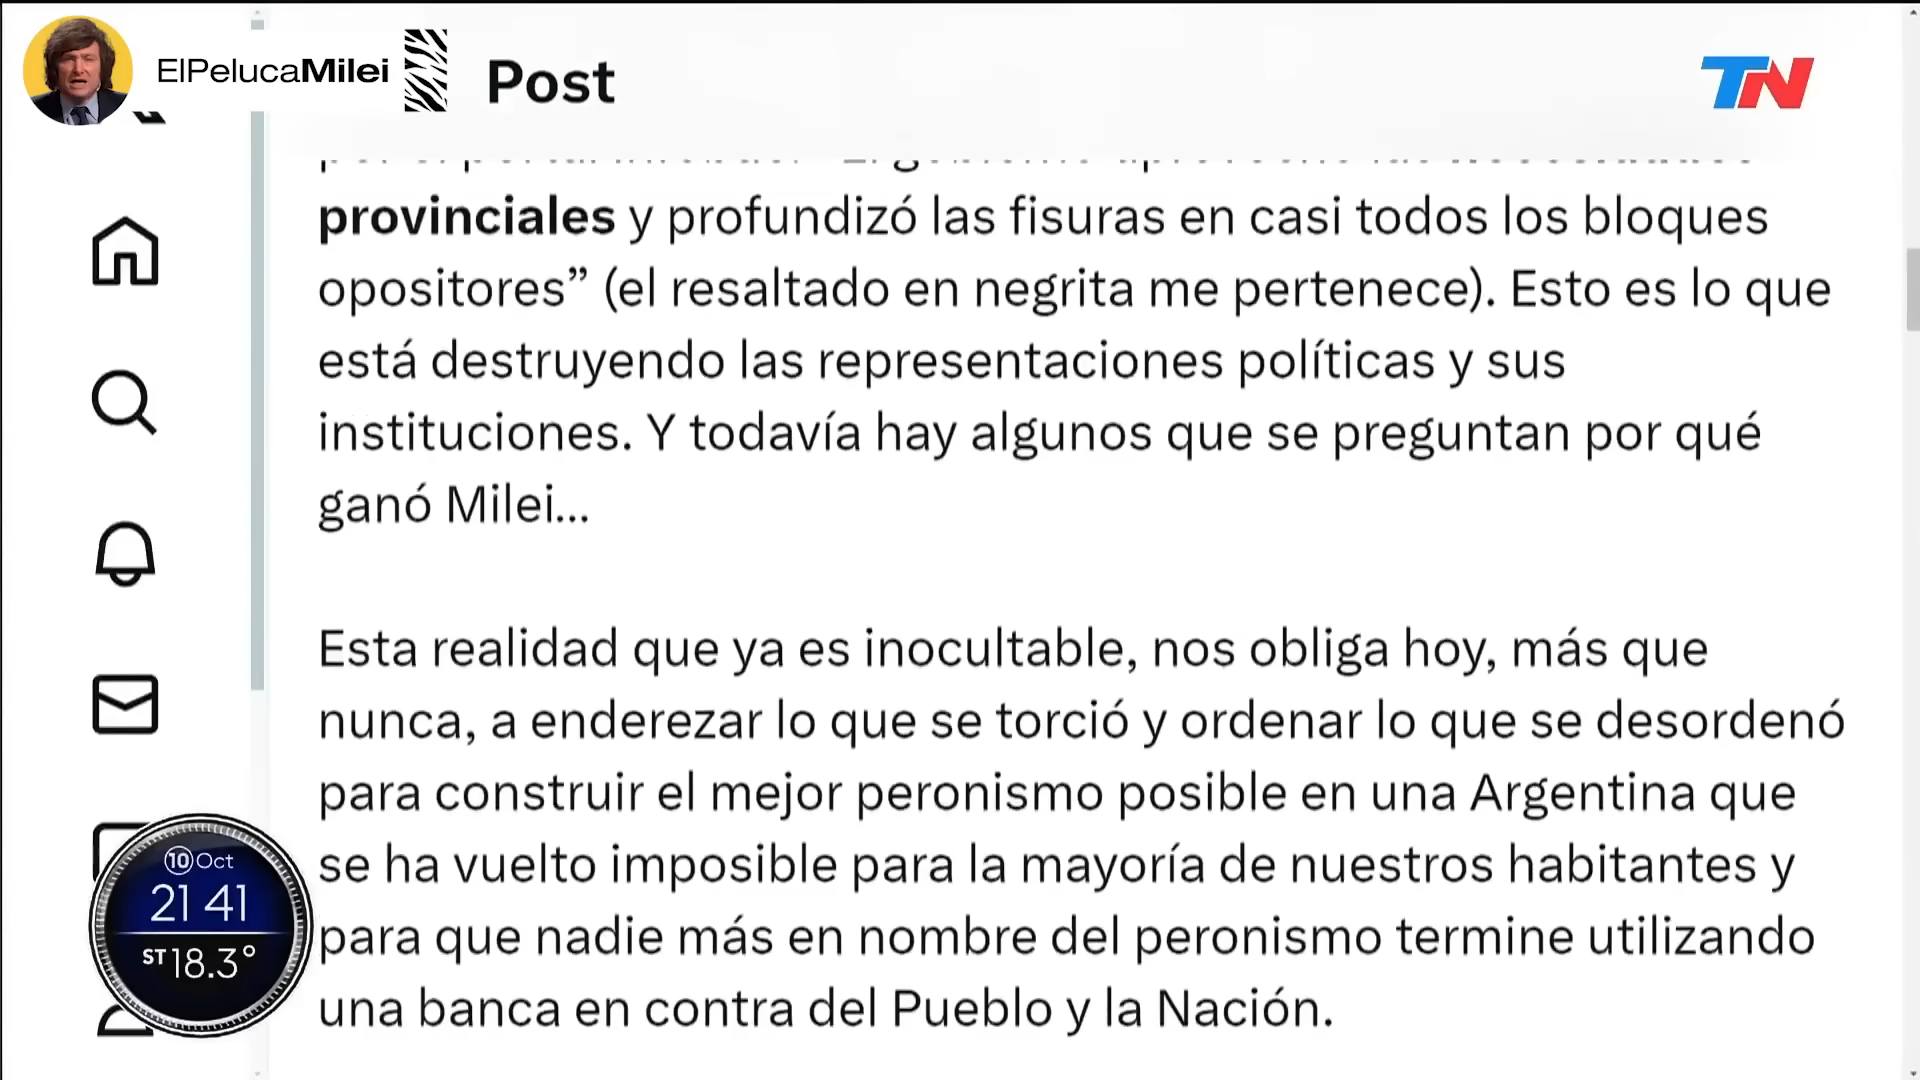 ElPelucaMilei
Post
TN
provinciales y profundizó las fisuras en casi todos los bloques
opositores” (el resaltado en negrita me pertenece). Esto es lo que
está destruyendo las representaciones políticas y sus
instituciones. Y todavía hay algunos que se preguntan por qué
ganó Milei...
Esta realidad que ya es inocultable, nos obliga hoy, más que
nunca, a enderezar lo que se torció y ordenar lo que se desordenó
para construir el mejor peronismo posible en una Argentina que
se ha vuelto imposible para la mayoría de nuestros habitantes y
para que nadie más en nombre del peronismo termine utilizando
una banca en contra del Pueblo y la Nación.
10 Oct
21 41
ST 18.3°